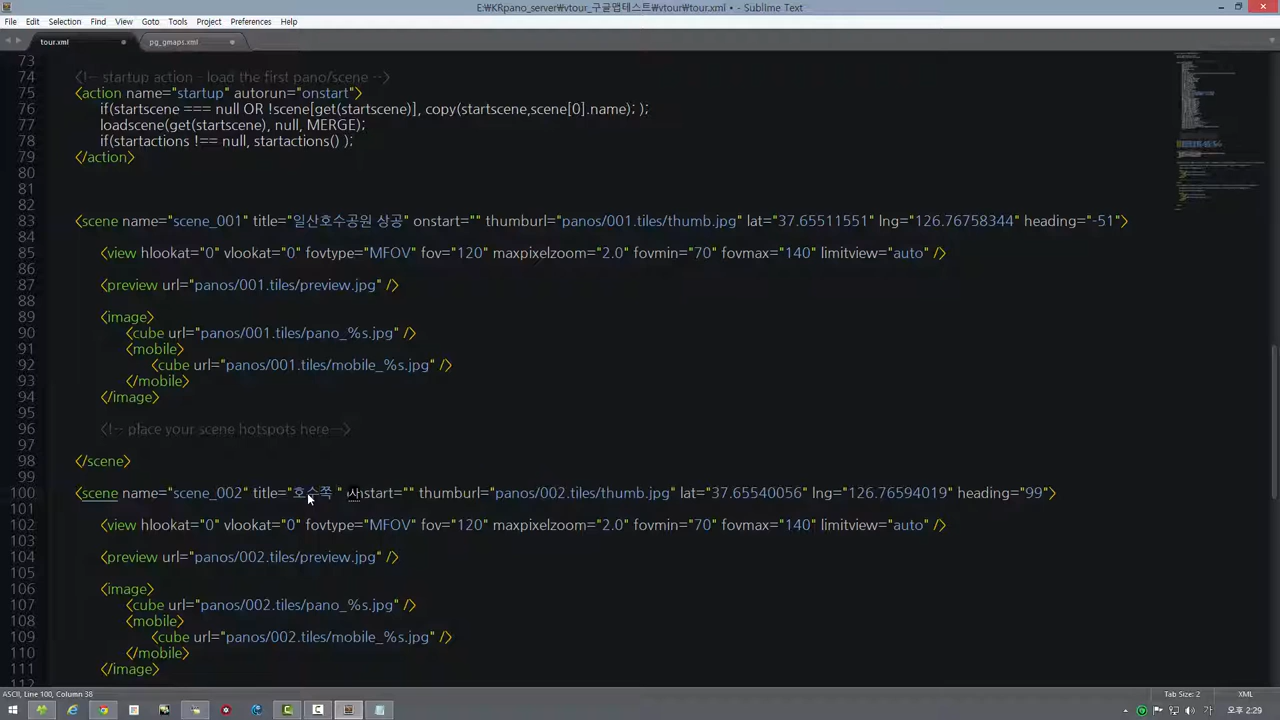 E:₩KRpano_server₩vtour_구글맵테스트₩vtour₩tour.xml • - Sublime Text
File Edit Selection Find View Goto Tools Project Preferences Help
tour.xml pg_gmaps.xml
73
74 <!-- startup action - load the first pano/scene -->
75 <action name="startup" autorun="onstart">
76 if(startscene === null OR !scene[get(startscene)], copy(startscene,scene[0].name); );
77 loadscene(get(startscene), null, MERGE);
78 if(startactions !== null, startactions() );
79 </action>
80
81
82
83 <scene name="scene_001" title="일산호수공원 상공" onstart="" thumburl="panos/001.tiles/thumb.jpg" lat="37.65511551" lng="126.76758344" heading="-51">
84
85 <view hlookat="0" vlookat="0" fovtype="MFOV" fov="120" maxpixelzoom="2.0" fovmin="70" fovmax="140" limitview="auto" />
86
87 <preview url="panos/001.tiles/preview.jpg" />
88
89 <image>
90 <cube url="panos/001.tiles/pano_%s.jpg" />
91 <mobile>
92 <cube url="panos/001.tiles/mobile_%s.jpg" />
93 </mobile>
94 </image>
95
96 <!-- place your scene hotspots here -->
97
98 </scene>
99
100 <scene name="scene_002" title="호수쪽 " 사start="" thumburl="panos/002.tiles/thumb.jpg" lat="37.65540056" lng="126.76594019" heading="99">
101
102 <view hlookat="0" vlookat="0" fovtype="MFOV" fov="120" maxpixelzoom="2.0" fovmin="70" fovmax="140" limitview="auto" />
103
104 <preview url="panos/002.tiles/preview.jpg" />
105
106 <image>
107 <cube url="panos/002.tiles/pano_%s.jpg" />
108 <mobile>
109 <cube url="panos/002.tiles/mobile_%s.jpg" />
110 </mobile>
111 </image>
112
ASCII, Line 100, Column 38 Tab Size: 2 XML
가 오후 2:29